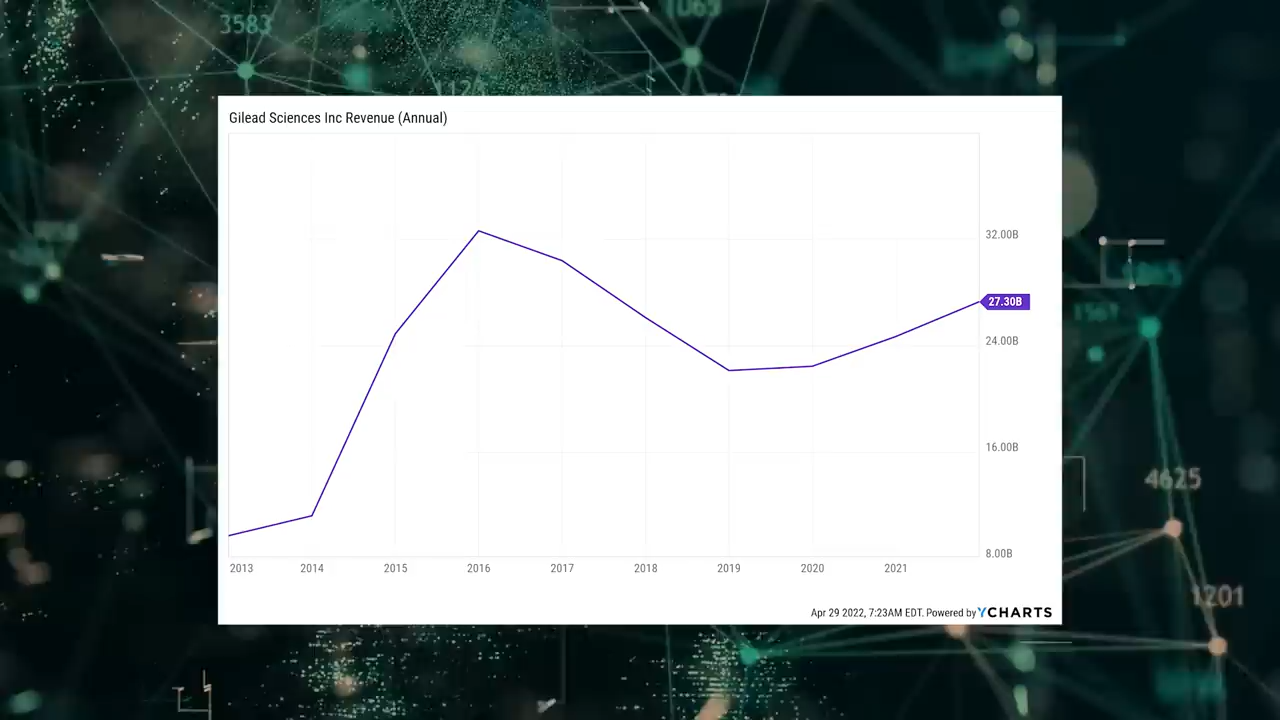 3583
1065
Gilead Sciences Inc Revenue (Annual)
32.00B
27.30B
24.00B
16.00B
8.00B
2013 2014 2015 2016 2017 2018 2019 2020 2021
Apr 29 2022, 7:23AM EDT. Powered by YCHARTS
4625
1201